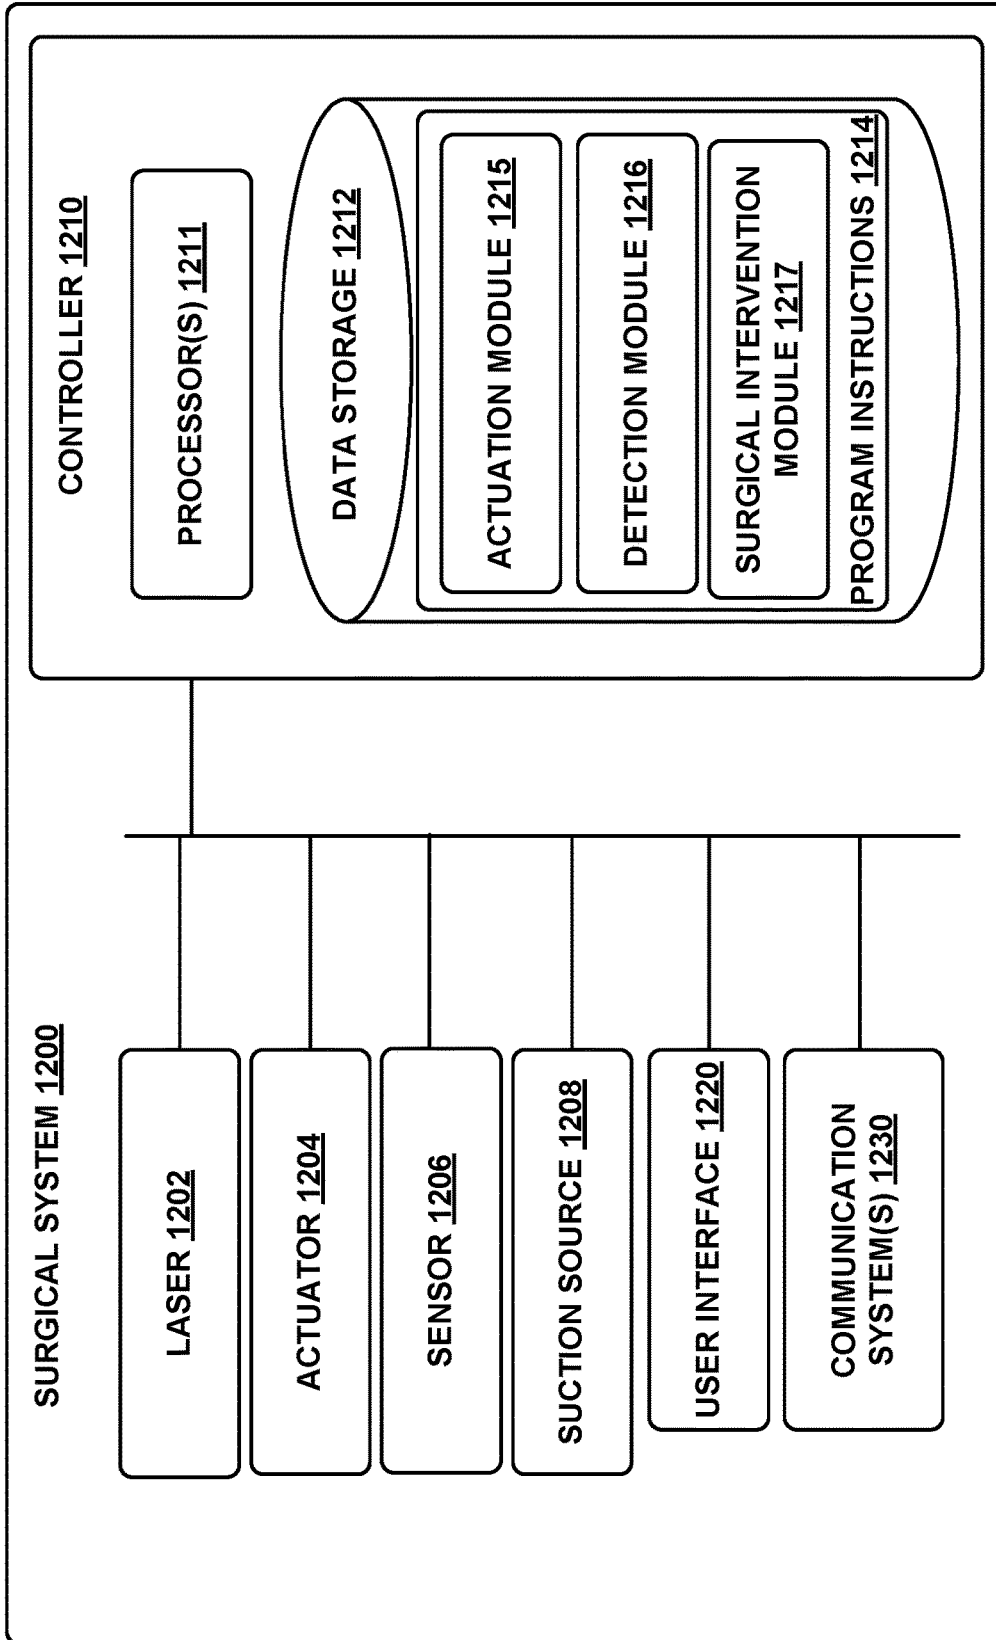 SURGICAL SYSTEM 1200
LASER 1202
ACTUATOR 1204
SENSOR 1206
SUCTION SOURCE 1208
USER INTERFACE 1220
COMMUNICATION
SYSTEM(S) 1230
CONTROLLER 1210
PROCESSOR(S) 1211
DATA STORAGE 1212
ACTUATION MODULE 1215
DETECTION MODULE 1216
SURGICAL INTERVENTION
MODULE 1217
PROGRAM INSTRUCTIONS 1214